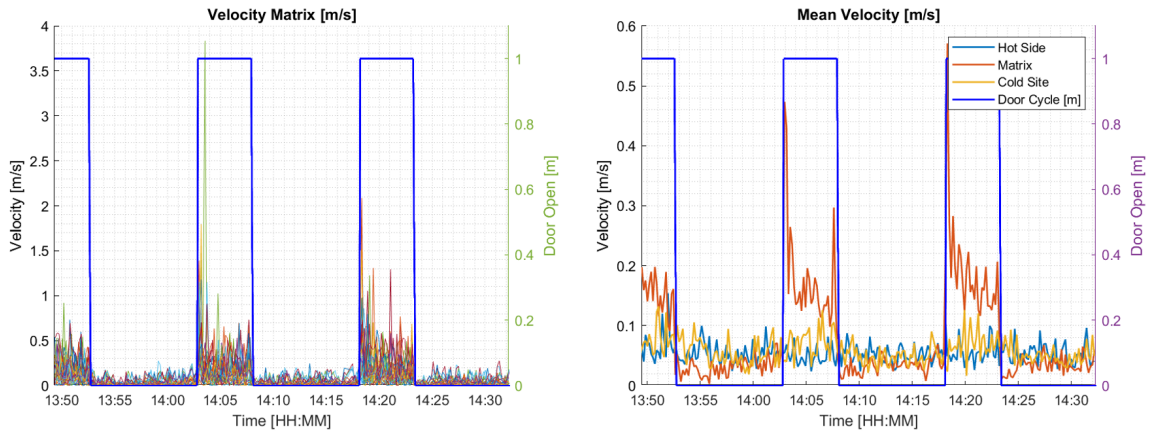 Velocity Matrix [m/s]
4
3.5
3
2.5
2
1.5
1
0.5
0
Velocity [m/s]
1
0.8
0.6
0.4
0.2
0
Door Open [m]
13:50 13:55 14:00 14:05 14:10 14:15 14:20 14:25 14:30
Time [HH:MM]
Mean Velocity [m/s]
0.6
0.5
0.4
0.3
0.2
0.1
0
Velocity [m/s]
Hot Side
Matrix
Cold Site
Door Cycle [m]
1
0.8
0.6
0.4
0.2
0
Door Open [m]
13:50 13:55 14:00 14:05 14:10 14:15 14:20 14:25 14:30
Time [HH:MM]